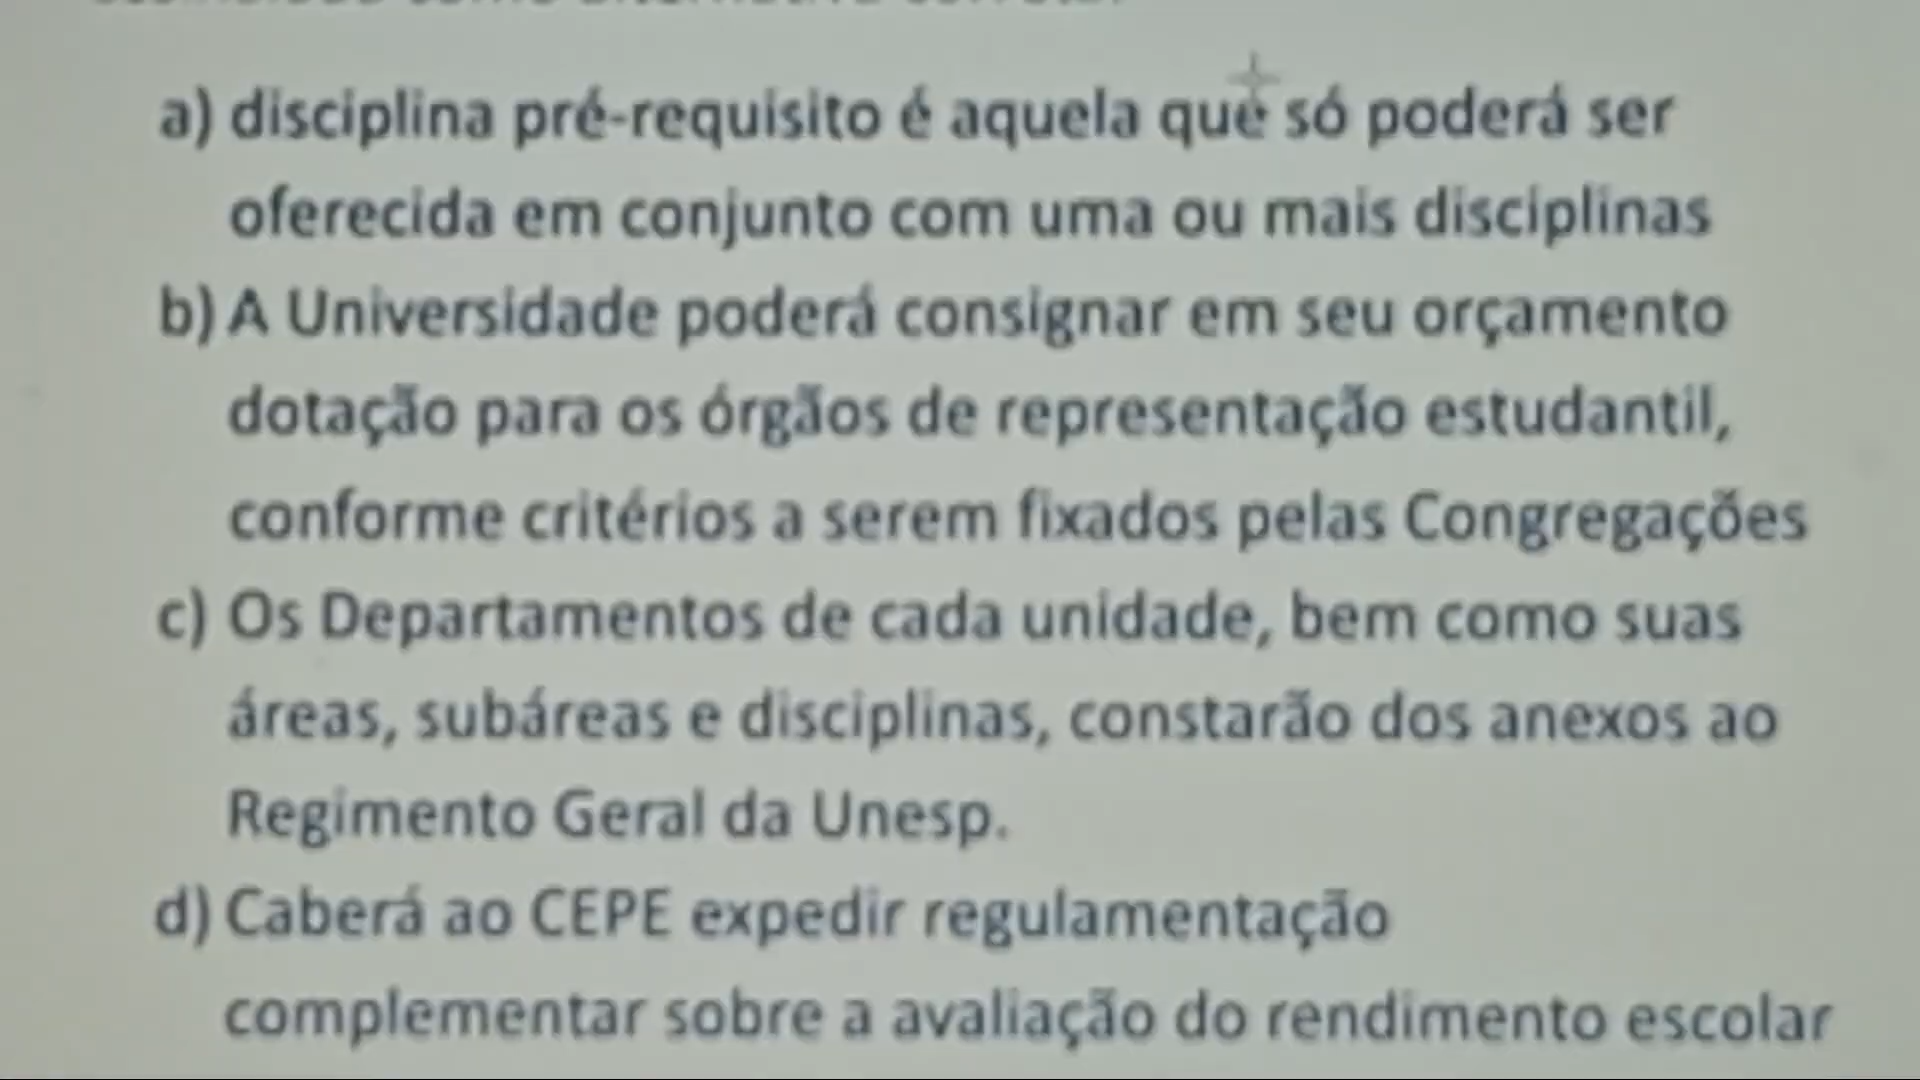 a) disciplina pré-requisito é aquela que só poderá ser
oferecida em conjunto com uma ou mais disciplinas
b) A Universidade poderá consignar em seu orçamento
dotação para os órgãos de representação estudantil,
conforme critérios a serem fixados pelas Congregações
c) Os Departamentos de cada unidade, bem como suas
áreas, subáreas e disciplinas, constarão dos anexos ao
Regimento Geral da Unesp.
d) Caberá ao CEPE expedir regulamentação
complementar sobre a avaliação do rendimento escolar